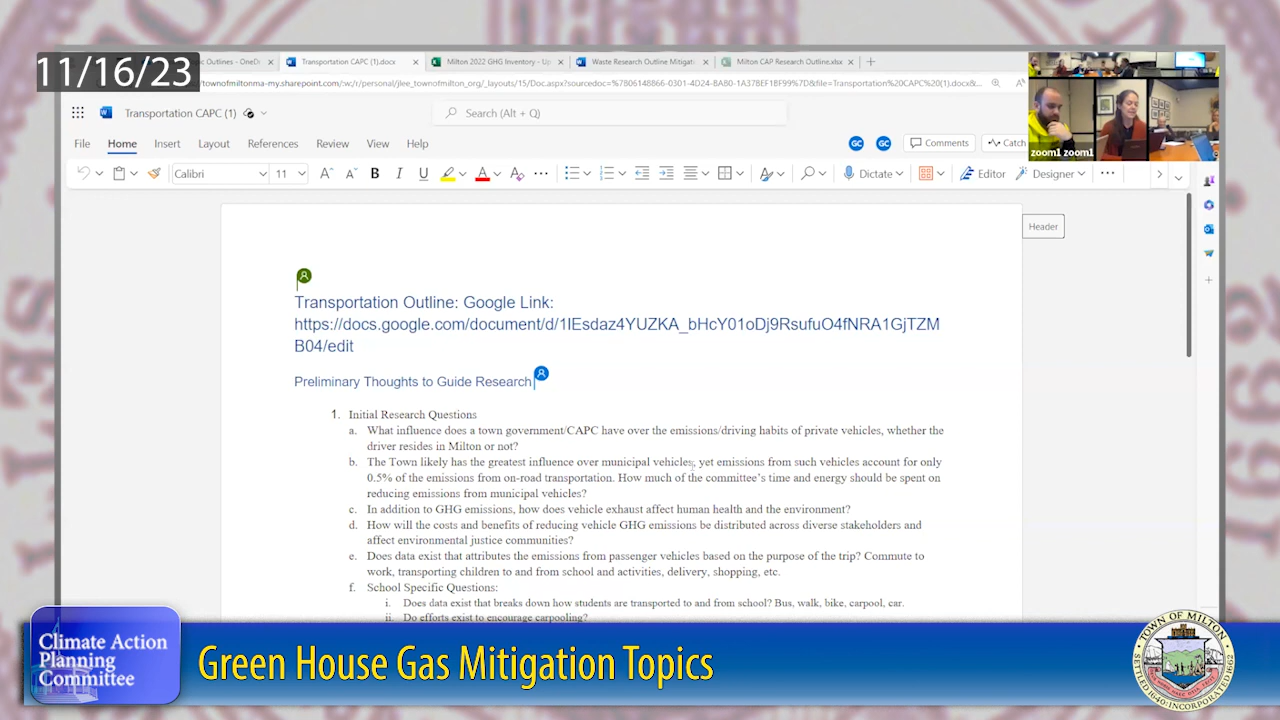 11/16/23
ic Outlines - OneD
Transportation CAPC (1).docx
Milton 2022 GHG Inventory - Up
Waste Research Outline Mitigati
Milton CAP Research Outline.xlsx
Transportation CAPC (1)
Search (Alt + Q)
File Home Insert Layout References Review View Help
GC GC Comments Catch
Calibri 11 B I U A Dictate Editor Designer
zoom1 zoom1
Header
Transportation Outline: Google Link:
https://docs.google.com/document/d/1IEsdaz4YUZKA_bHcY01oDj9RsufuO4fNRA1GjTZM
B04/edit
Preliminary Thoughts to Guide Research
1. Initial Research Questions
a. What influence does a town government/CAPC have over the emissions/driving habits of private vehicles, whether the
driver resides in Milton or not?
b. The Town likely has the greatest influence over municipal vehicles, yet emissions from such vehicles account for only
0.5% of the emissions from on-road transportation. How much of the committee's time and energy should be spent on
reducing emissions from municipal vehicles?
c. In addition to GHG emissions, how does vehicle exhaust affect human health and the environment?
d. How will the costs and benefits of reducing vehicle GHG emissions be distributed across diverse stakeholders and
affect environmental justice communities?
e. Does data exist that attributes the emissions from passenger vehicles based on the purpose of the trip? Commute to
work, transporting children to and from school and activities, delivery, shopping, etc.
f. School Specific Questions:
i. Does data exist that breaks down how students are transported to and from school? Bus, walk, bike, carpool, car.
ii. Do efforts exist to encourage carpooling?
Climate Action
Planning
Committee
Green House Gas Mitigation Topics
TOWN OF MILTON
SETTLED 1640 INCORPORATED 1662